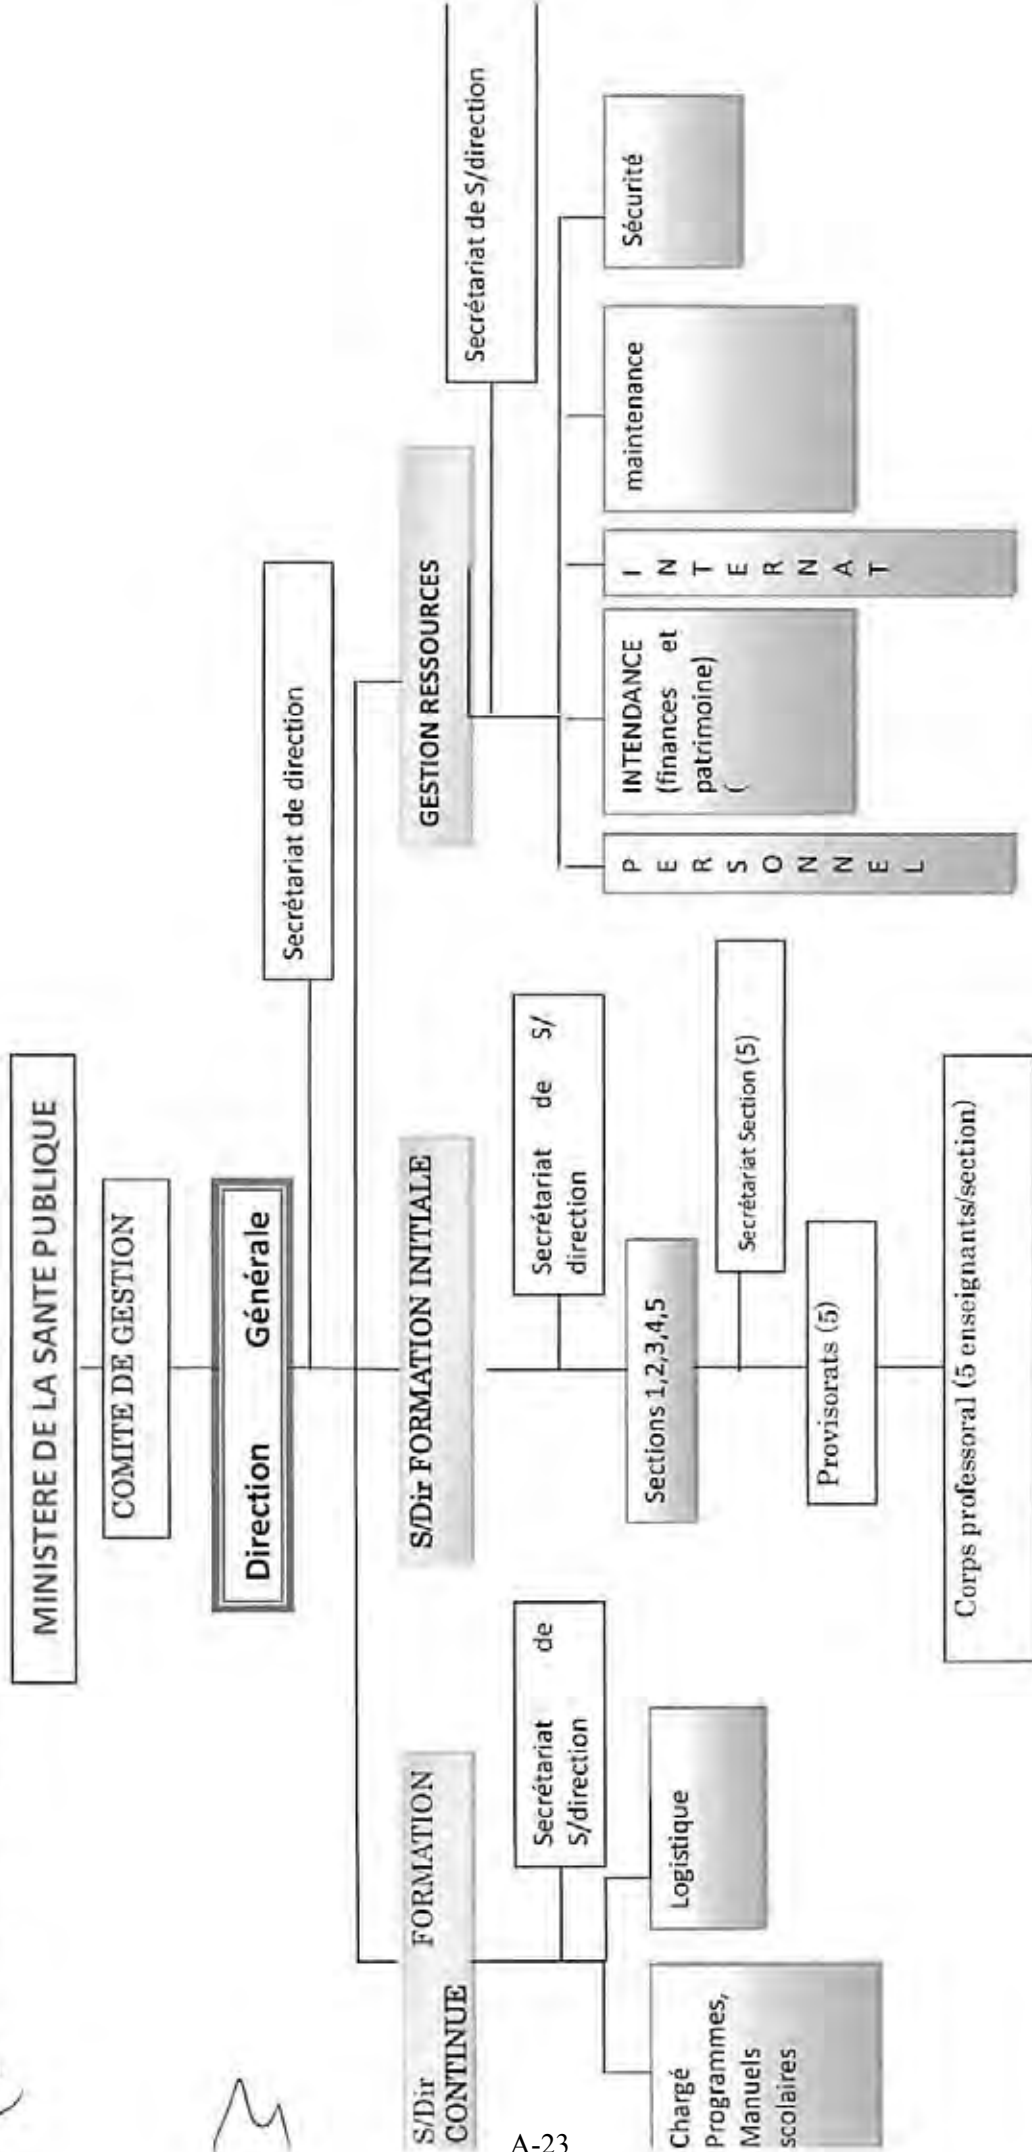 MINISTERE DE LA SANTE PUBLIQUE
COMITE DE GESTION
Direction Générale
Secrétariat de direction
S/Dir FORMATION
CONTINUE
S/Dir FORMATION INITIALE
GESTION RESSOURCES
Secrétariat de
S/direction
Secrétariat de S/
direction
Secrétariat de S/direction
Chargé
Programmes,
Manuels
scolaires
Logistique
Sections 1,2,3,4,5
Secrétariat Section (5)
Provisorats (5)
Corps professoral (5 enseignants/section)
P
E
R
S
O
N
N
E
L
INTENDANCE
(finances et
patrimoine)
(
I
N
T
E
R
N
A
T
maintenance
Sécurité
A-23